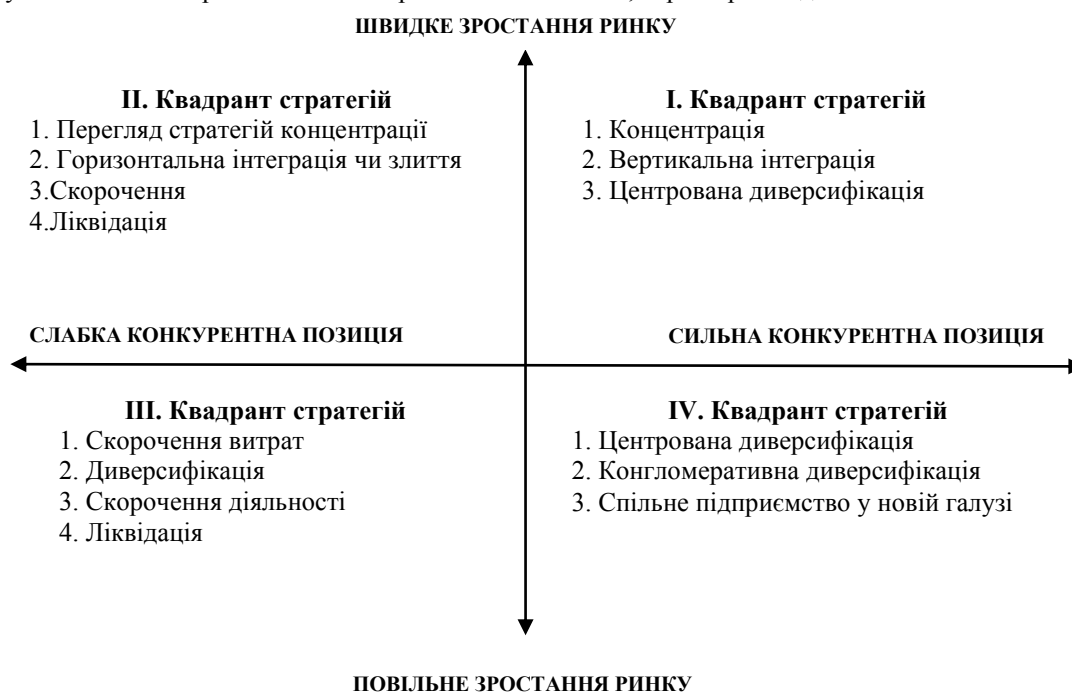 ШВИДКЕ ЗРОСТАННЯ РИНКУ
ІІ. Квадрант стратегій
1. Перегляд стратегій концентрації
2. Горизонтальна інтеграція чи злиття
3.Скорочення
4.Ліквідація
І. Квадрант стратегій
1. Концентрація
2. Вертикальна інтеграція
3. Центрована диверсифікація
СЛАБКА КОНКУРЕНТНА ПОЗИЦІЯ
СИЛЬНА КОНКУРЕНТНА ПОЗИЦІЯ
ІІІ. Квадрант стратегій
1. Скорочення витрат
2. Диверсифікація
3. Скорочення діяльності
4. Ліквідація
IV. Квадрант стратегій
1. Центрована диверсифікація
2. Конгломеративна диверсифікація
3. Спільне підприємство у новій галузі
ПОВІЛЬНЕ ЗРОСТАННЯ РИНКУ